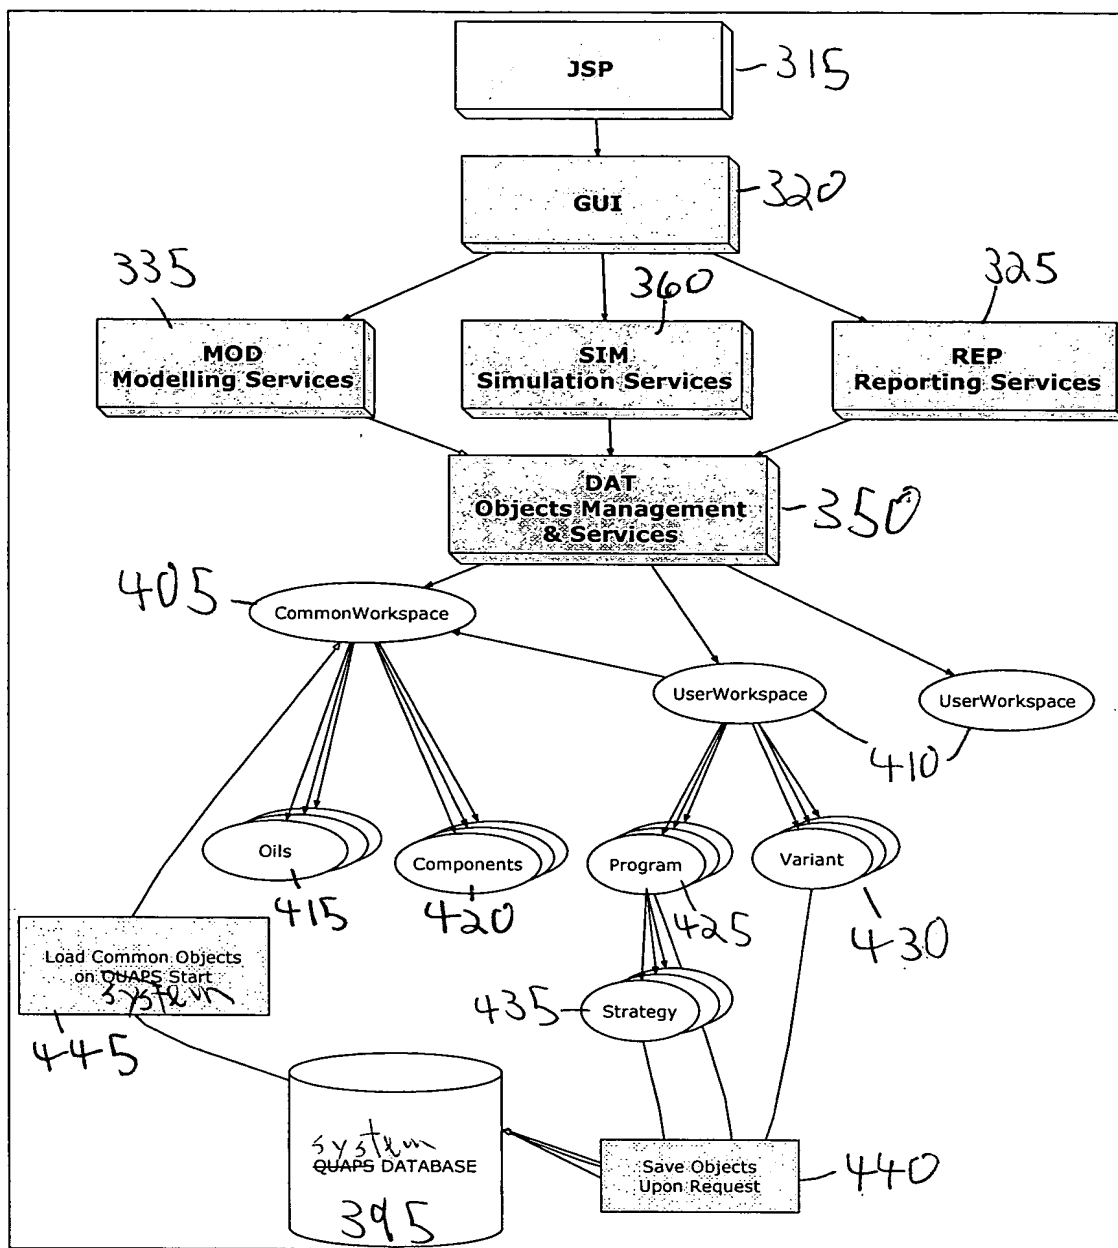 JSP
315
GUI
320
335
360
325
MOD
Modelling Services
SIM
Simulation Services
REP
Reporting Services
DAT
Objects Management
& Services
350
405
CommonWorkspace
UserWorkspace
UserWorkspace
410
Oils
Components
Program
Variant
415
420
425
430
Load Common Objects
on QUAPS Start
system
435
Strategy
445
system
QUAPS DATABASE
395
Save Objects
Upon Request
440